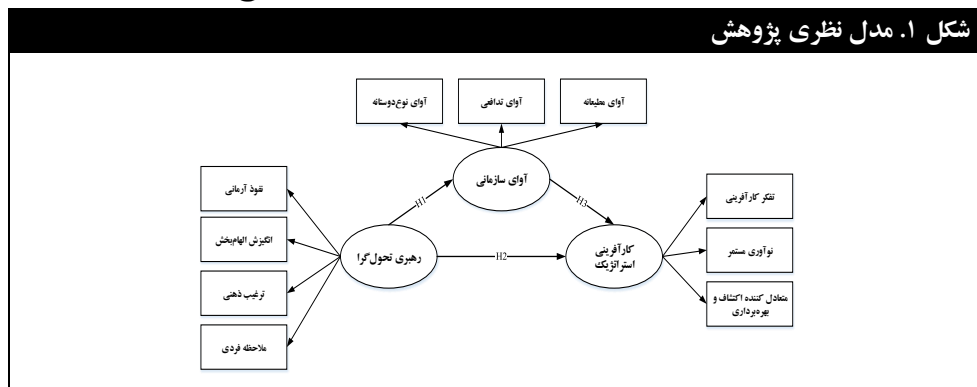 شکل ۱. مدل نظری پژوهش
آوای مطیعانه
آوای تدافعی
آوای نوع‌دوستانه
آوای سازمانی
نفوذ آرمانی
انگیزش الهام‌بخش
ترغیب ذهنی
ملاحظه فردی
رهبری تحول‌گرا
H1
H2
H3
کارآفرینی
استراتژیک
تفکر کارآفرینی
نوآوری مستمر
متعادل کننده اکتشاف و
بهره‌برداری